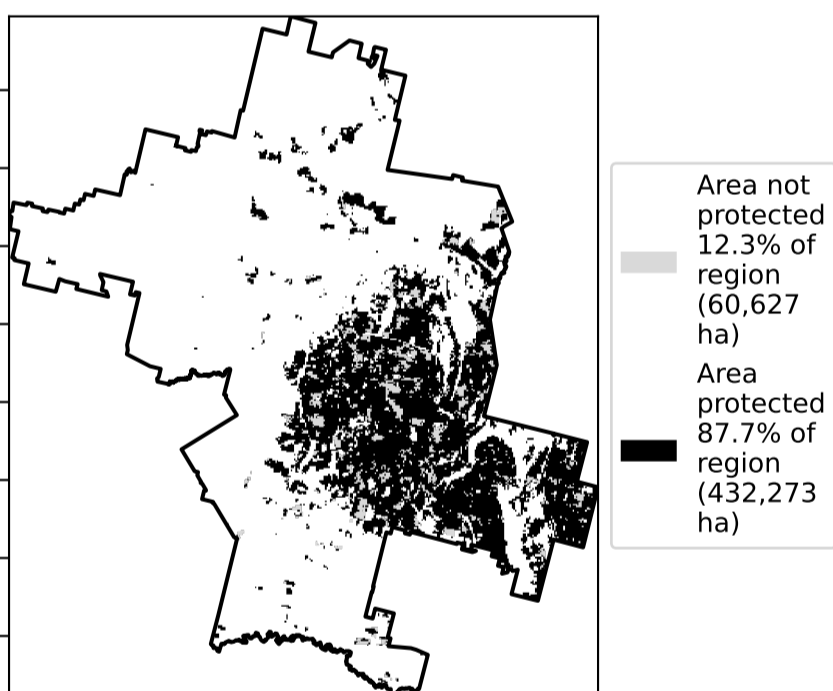 Area not
protected
12.3% of
region
(60,627
ha)
Area
protected
87.7% of
region
(432,273
ha)